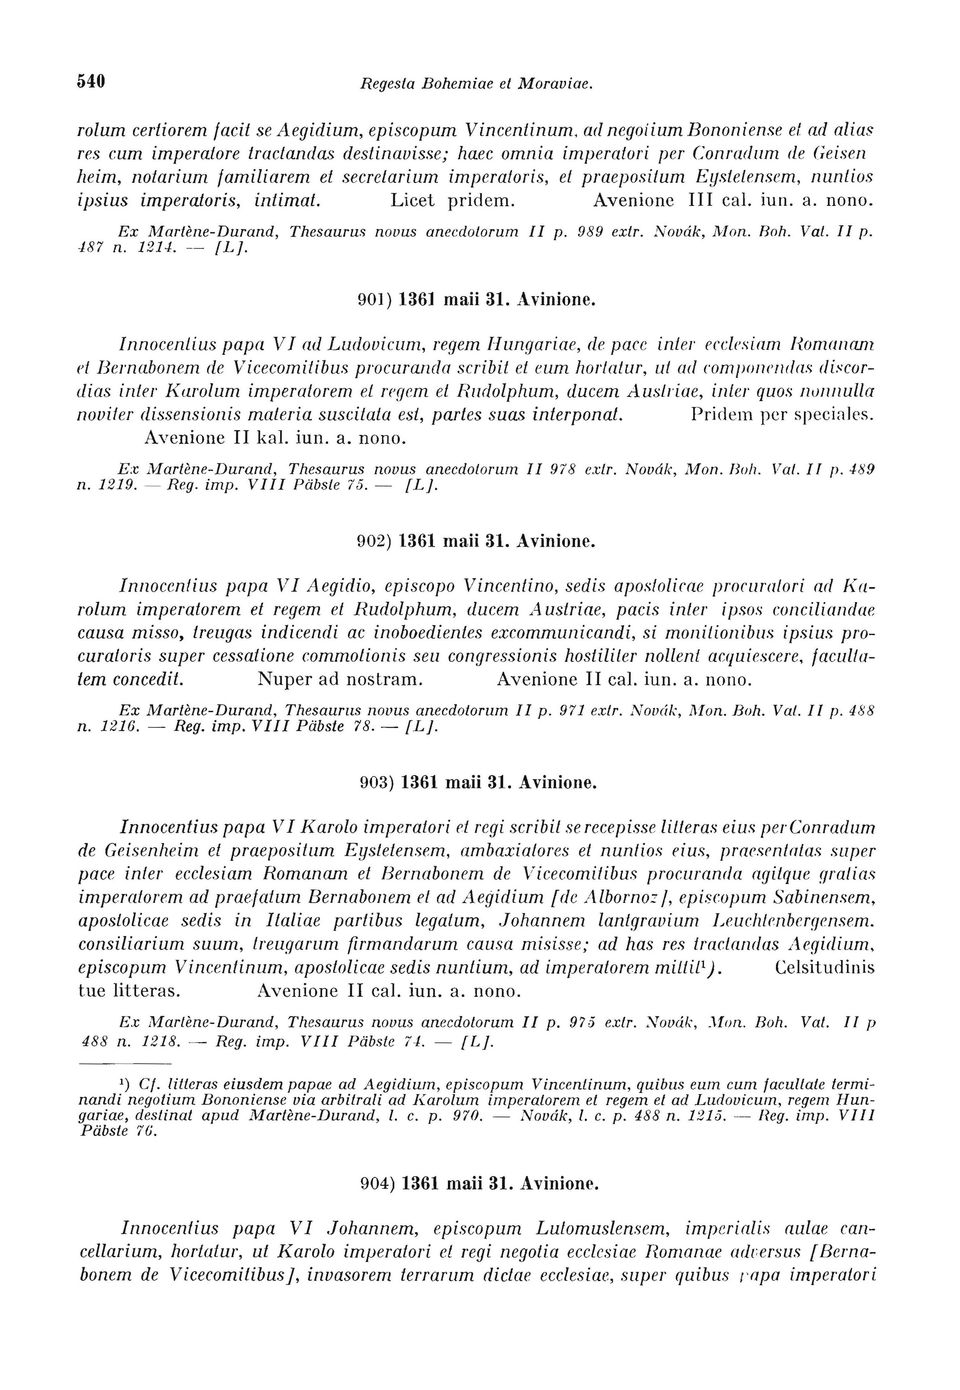 540 Regesta Bohemiae et Moraviae.
rolum certiorem facit se Aegidium, episcopum Vincentinum, ad negotium Bononiense et ad alias
res cum imperatore tractandas destinavisse; haec omnia imperatori per Conradum de Geisen
heim, notarium familiarem et secretarium imperatoris, et praepositum Eystetensem, nuntios
ipsius imperatoris, intimat. Licet pridem. Avenione III cal. iun. a. nono.
Ex Martène-Durand, Thesaurus novus anecdotorum II p. 989 extr. Novák, Mon. Boh. Vat. II p.
487 n. 1214. — [L].
901) 1361 maii 31. Avinione.
Innocentius papa VI ad Ludovicum, regem Hungariae, de pace inter ecclesiam Romanam
et Bernabonem de Vicecomitibus procuranda scribit et eum hortatur, ut ad componendas discor-
dias inter Karolum imperatorem et regem et Rudolphum, ducem Austriae, inter quos nonnulla
noviter dissensionis materia suscitata est, partes suas interponat. Pridem per speciales.
Avenione II kal. iun. a. nono.
Ex Martène-Durand, Thesaurus novus anecdotorum II 978 extr. Novák, Mon. Boh. Vat. II p. 489
n. 1219. — Reg. imp. VIII Päbste 75. — [L].
902) 1361 maii 31. Avinione.
Innocentius papa VI Aegidio, episcopo Vincentino, sedis apostolicae procuratori ad Ka-
rolum imperatorem et regem et Rudolphum, ducem Austriae, pacis inter ipsos conciliandae
causa misso, treugas indicendi ac inoboedientes excommunicandi, si monitionibus ipsius pro-
curatoris super cessatione commotionis seu congressionis hostiliter nollent acquiescere, faculta-
tem concedit. Nuper ad nostram. Avenione II cal. iun. a. nono.
Ex Martène-Durand, Thesaurus novus anecdotorum II p. 971 extr. Novák, Mon. Boh. Vat. II p. 488
n. 1216. — Reg. imp. VIII Päbste 78. — [L].
903) 1361 maii 31. Avinione.
Innocentius papa VI Karolo imperatori et regi scribit se recepisse litteras eius per Conradum
de Geisenheim et praepositum Eystetensem, ambaxiatores et nuntios eius, praesentatas super
pace inter ecclesiam Romanam et Bernabonem de Vicecomitibus procuranda agitque gratias
imperatorem ad praefatum Bernabonem et ad Aegidium [de Albornoz], episcopum Sabinensem,
apostolicae sedis in Italiae partibus legatum, Johannem lantgravium Leuchtenbergensem.
consiliarium suum, treugarum firmandarum causa misisse; ad has res tractandas Aegidium,
episcopum Vincentinum, apostolicae sedis nuntium, ad imperatorem mittit¹). Celsitudinis
tue litteras. Avenione II cal. iun. a. nono.
Ex Martène-Durand, Thesaurus novus anecdotorum II p. 975 extr. Novák, Mon. Boh. Vat. II p
488 n. 1218. — Reg. imp. VIII Päbste 74. — [L].
¹) Cf. litteras eiusdem papae ad Aegidium, episcopum Vincentinum, quibus eum cum facultate termi-
nandi negotium Bononiense via arbitrali ad Karolum imperatorem et regem et ad Ludovicum, regem Hun-
gariae, destinat apud Martène-Durand, l. c. p. 970. — Novák, l. c. p. 488 n. 1215. — Reg. imp. VIII
Päbste 76.
904) 1361 maii 31. Avinione.
Innocentius papa VI Johannem, episcopum Lutomuslensem, imperialis aulae can-
cellarium, hortatur, ut Karolo imperatori et regi negotia ecclesiae Romanae adversus [Berna-
bonem de Vicecomitibus], invasorem terrarum dictae ecclesiae, super quibus papa imperatori